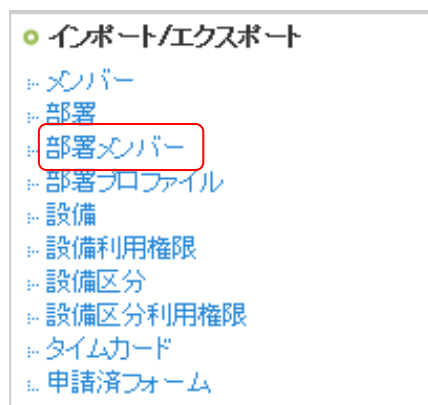 インポート/エクスポート
メンバー
部署
部署メンバー
部署プロファイル
設備
設備利用権限
設備区分
設備区分利用権限
タイムカード
申請済フォーム